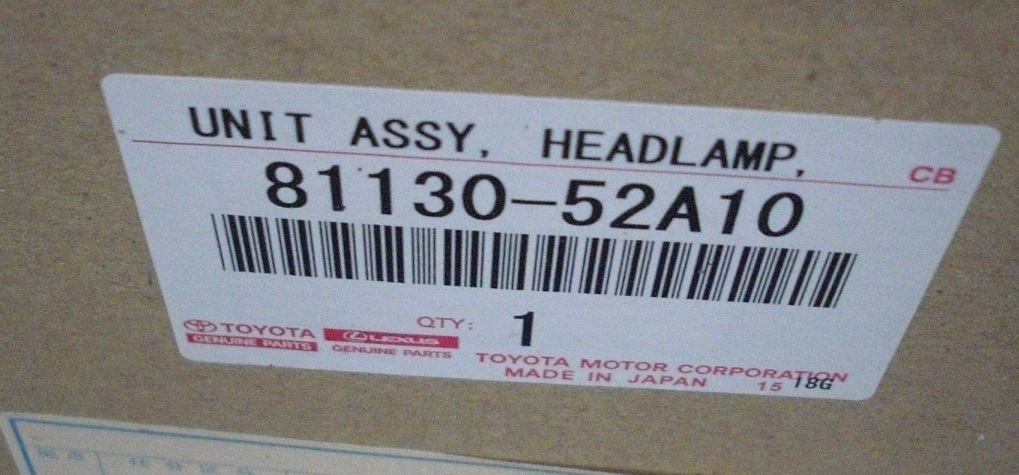 UNIT ASSY, HEADLAMP,
CB
81130-52A10
QTY: 1
TOYOTA
GENUINE PARTS
LEXUS
GENUINE PARTS
TOYOTA MOTOR CORPORATION
MADE IN JAPAN 15 18G